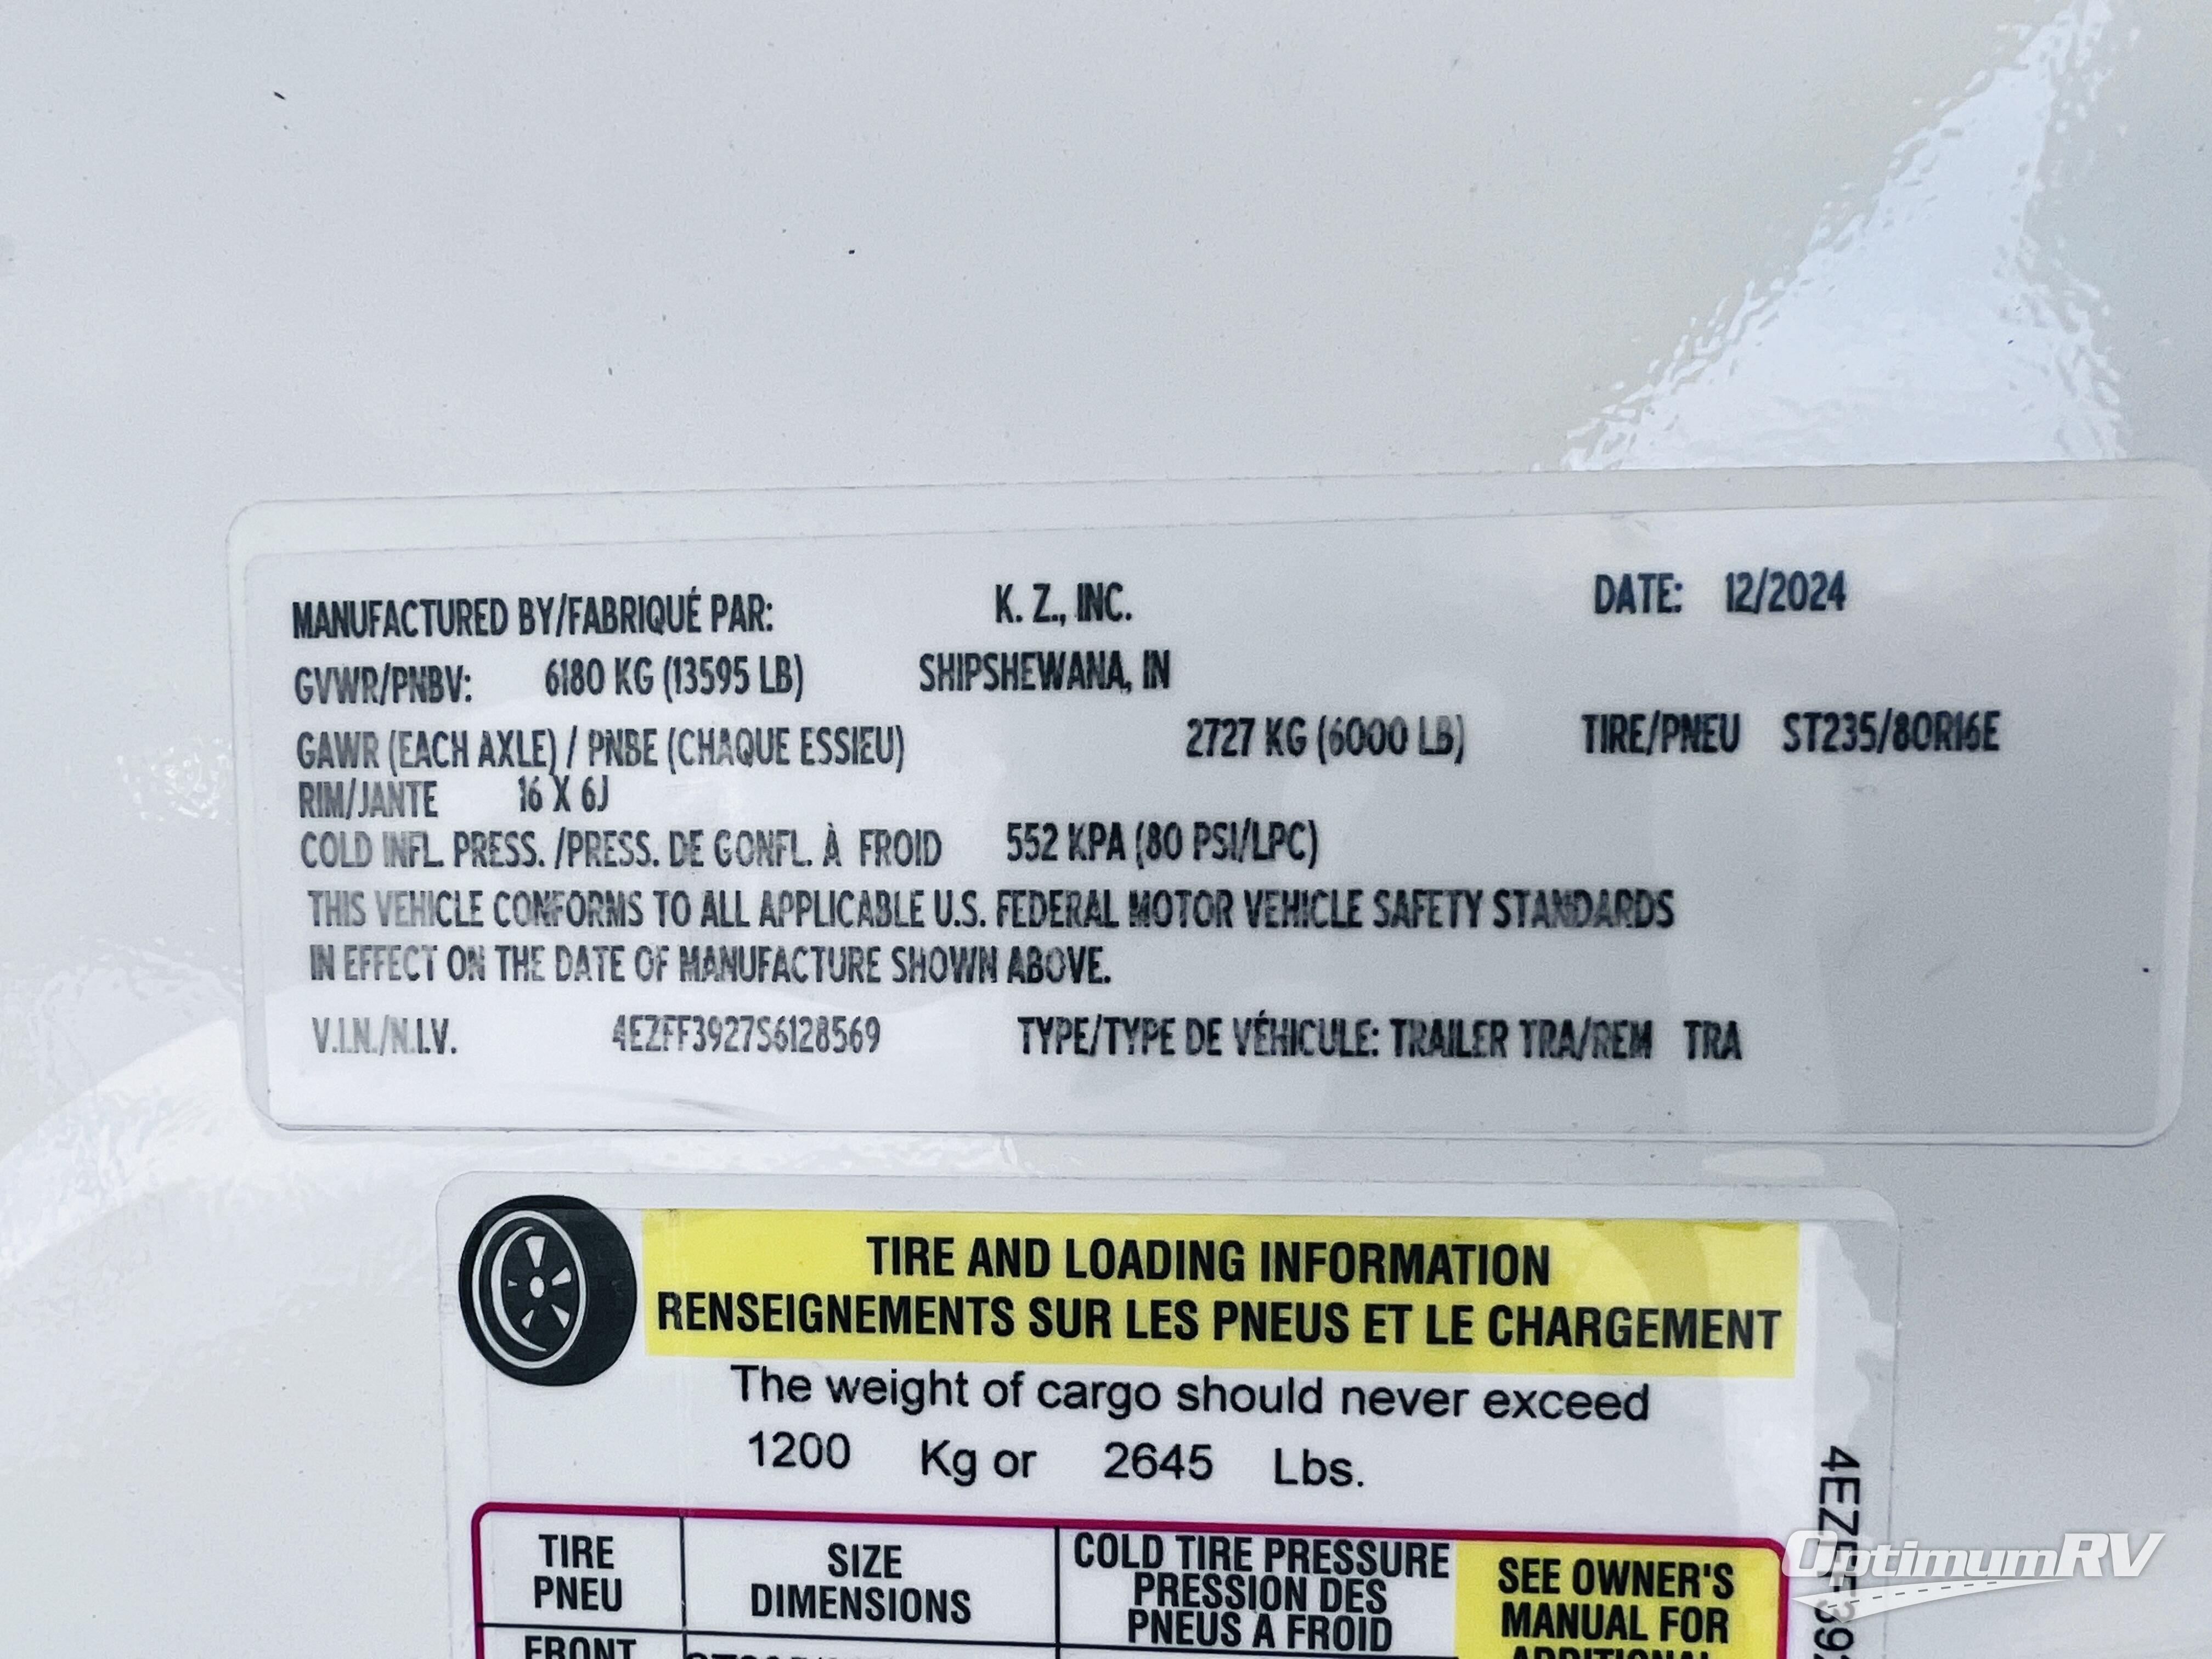 MANUFACTURED BY/FABRIQUÉ PAR: K. Z., INC. DATE: 12/2024
GVWR/PNBV: 6180 KG (13595 LB) SHIPSHEWANA, IN
GAWR (EACH AXLE) / PNBE (CHAQUE ESSIEU) 2727 KG (6000 LB) TIRE/PNEU ST235/80R16E
RIM/JANTE 16 X 6J
COLD INFL. PRESS. /PRESS. DE GONFL. À FROID 552 KPA (80 PSI/LPC)
THIS VEHICLE CONFORMS TO ALL APPLICABLE U.S. FEDERAL MOTOR VEHICLE SAFETY STANDARDS
IN EFFECT ON THE DATE OF MANUFACTURE SHOWN ABOVE.
V.I.N./N.I.V. 4EZFF3927S6128569 TYPE/TYPE DE VÉHICULE: TRAILER TRA/REM TRA
TIRE AND LOADING INFORMATION
RENSEIGNEMENTS SUR LES PNEUS ET LE CHARGEMENT
The weight of cargo should never exceed
1200 Kg or 2645 Lbs.
TIRE
PNEU
SIZE
DIMENSIONS
COLD TIRE PRESSURE
PRESSION DES
PNEUS A FROID
SEE OWNER'S
MANUAL FOR
ADDITIONAL
FRONT
OptimumRV